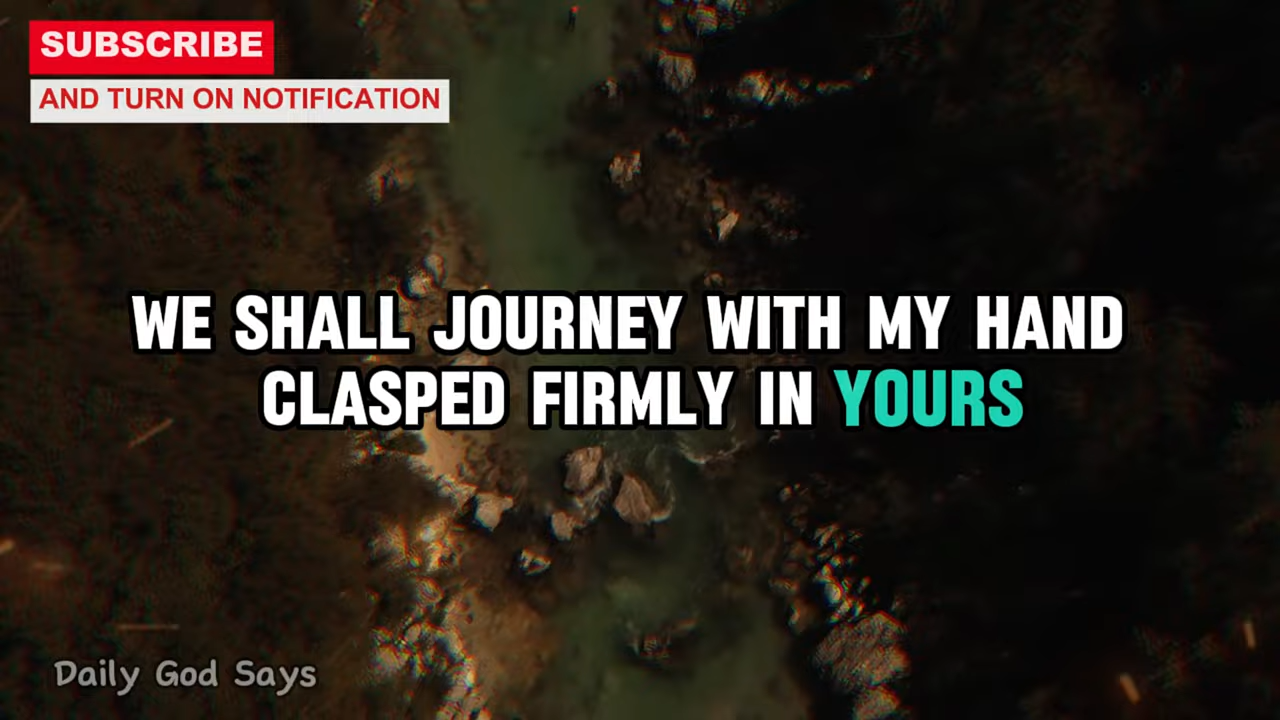 SUBSCRIBE
AND TURN ON NOTIFICATION
WE SHALL JOURNEY WITH MY HAND
CLASPED FIRMLY IN YOURS
Daily God Says